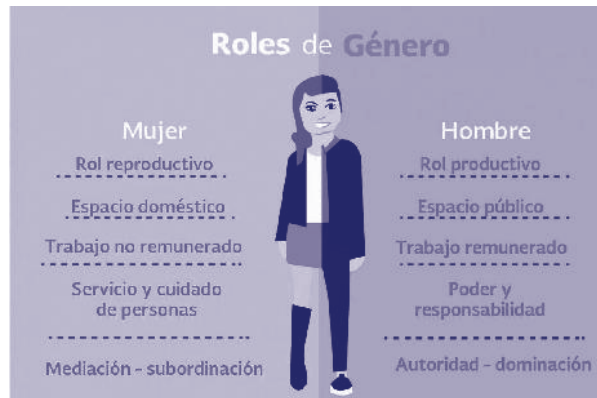 Roles de Género
Mujer
Rol reproductivo
Espacio doméstico
Trabajo no remunerado
Servicio y cuidado
de personas
Mediación - subordinación
Hombre
Rol productivo
Espacio público
Trabajo remunerado
Poder y
responsabilidad
Autoridad - dominación